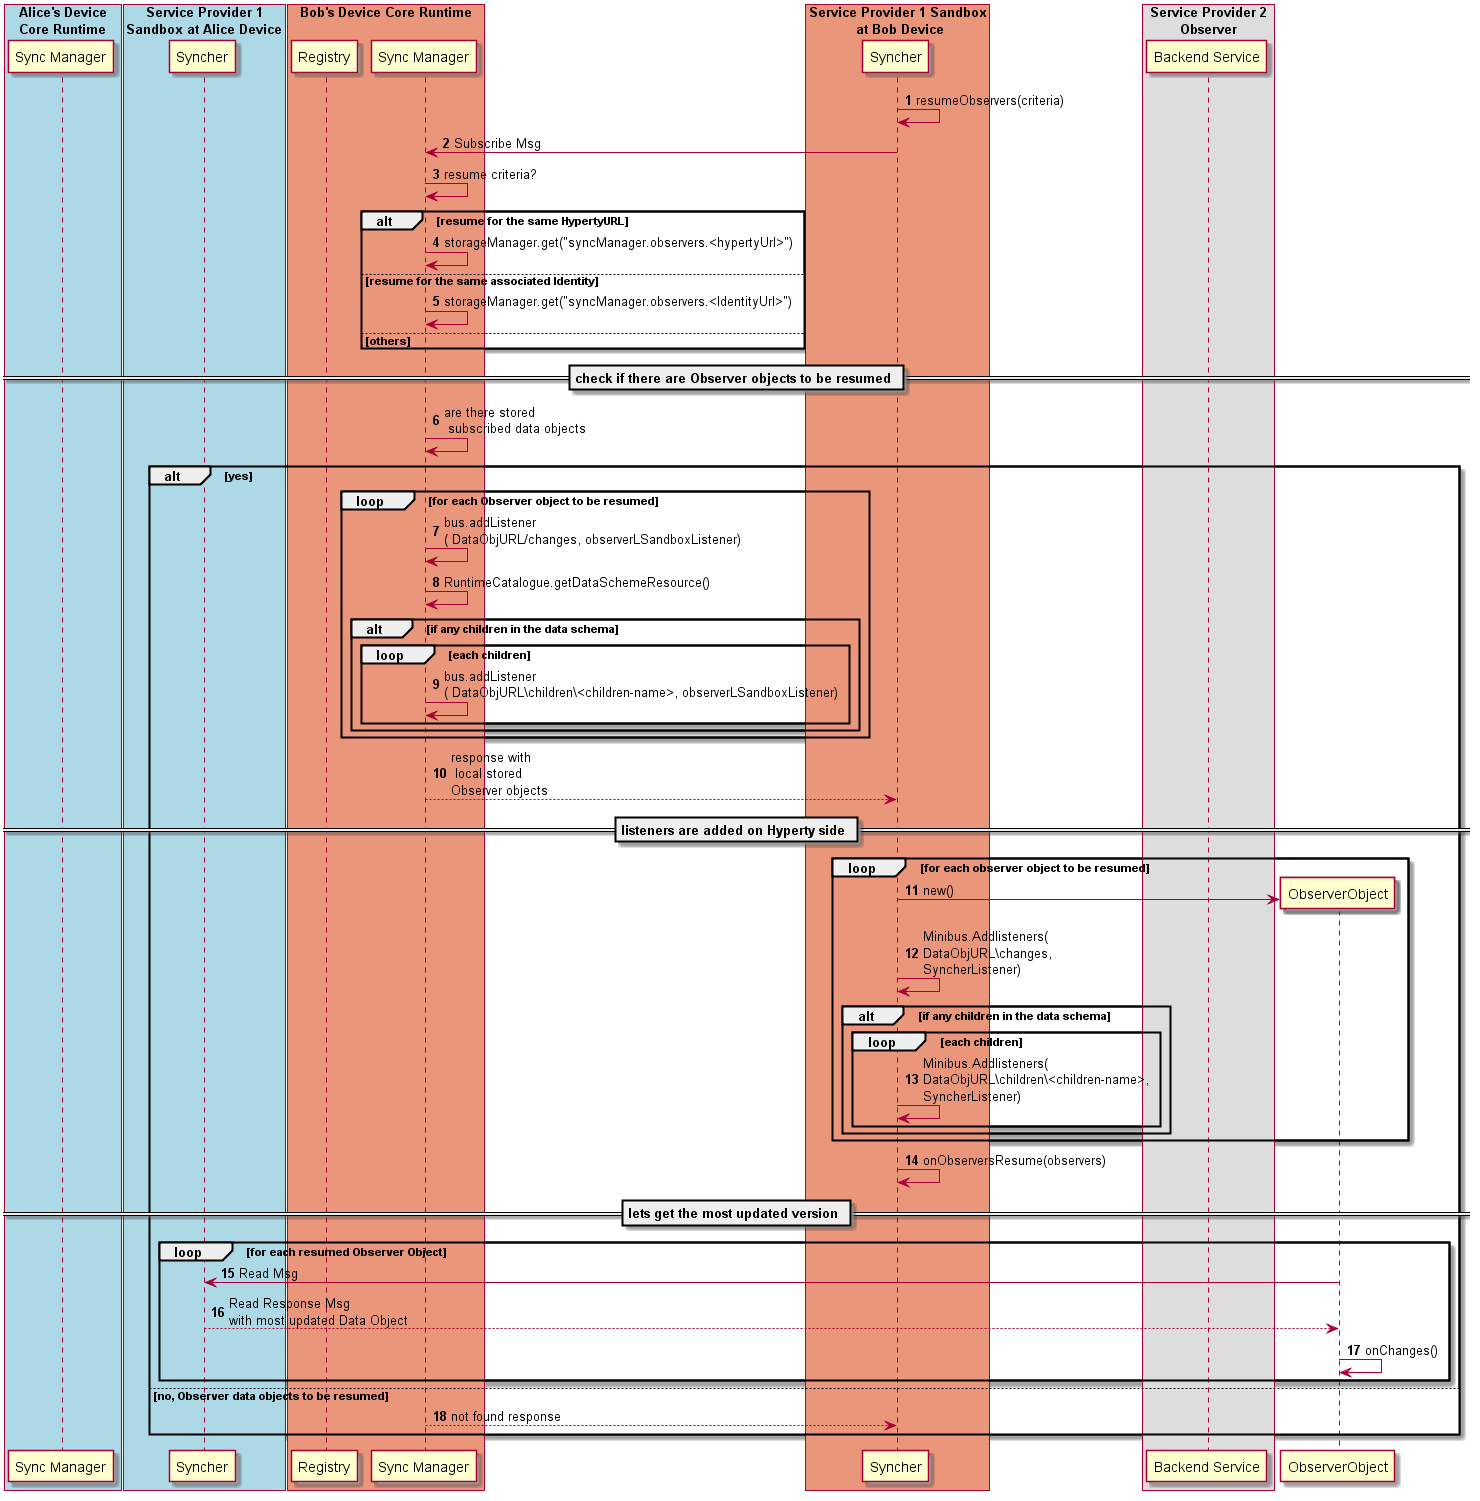 Alice's Device
Core Runtime
Service Provider 1
Sandbox at Alice Device
Bob's Device Core Runtime
Service Provider 1 Sandbox
at Bob Device
Service Provider 2
Observer
Sync Manager
Syncher
Registry
Sync Manager
Syncher
Backend Service
1 resumeObservers(criteria)
2 Subscribe Msg
3 resume criteria?
alt [resume for the same HypertyURL]
4 storageManager.get("syncManager.observers.<hypertyUrl>")
[resume for the same associated Identity]
5 storageManager.get("syncManager.observers.<IdentityUrl>")
[others]
check if there are Observer objects to be resumed
6 are there stored
subscribed data objects
alt [yes]
loop [for each Observer object to be resumed]
7 bus.addListener
( DataObjURL/changes, observerLSandboxListener)
8 RuntimeCatalogue.getDataSchemeResource()
alt [if any children in the data schema]
loop [each children]
9 bus.addListener
( DataObjURL\children\<children-name>, observerLSandboxListener)
10 response with
local stored
Observer objects
listeners are added on Hyperty side
loop [for each observer object to be resumed]
11 new()
ObserverObject
12 Minibus.Addlisteners(
DataObjURL\changes,
SyncherListener)
alt [if any children in the data schema]
loop [each children]
13 Minibus.Addlisteners(
DataObjURL\children\<children-name>,
SyncherListener)
14 onObserversResume(observers)
lets get the most updated version
loop [for each resumed Observer Object]
15 Read Msg
16 Read Response Msg
with most updated Data Object
17 onChanges()
[no, Observer data objects to be resumed]
18 not found response
Sync Manager
Syncher
Registry
Sync Manager
Syncher
Backend Service
ObserverObject